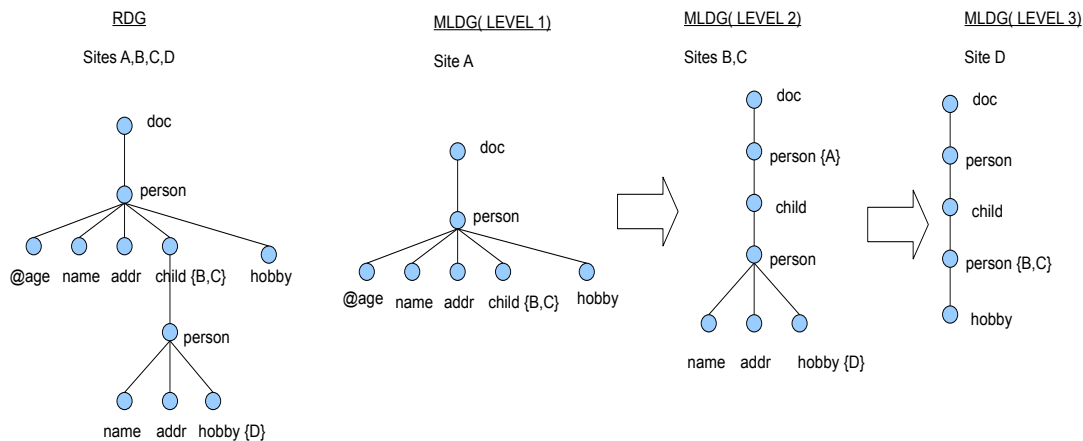 RDG
Sites A,B,C,D
doc
person
@age name addr child {B,C} hobby
person
name addr hobby {D}
MLDG( LEVEL 1)
Site A
doc
person
@age name addr child {B,C} hobby
MLDG( LEVEL 2)
Sites B,C
doc
person {A}
child
person
name addr hobby {D}
MLDG( LEVEL 3)
Site D
doc
person
child
person {B,C}
hobby